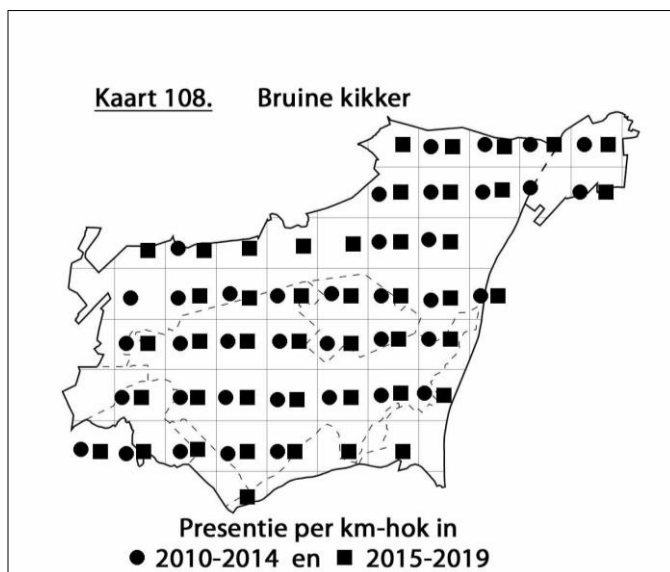 Kaart 108. Bruine kikker
Presentie per km-hok in
● 2010-2014 en ■ 2015-2019